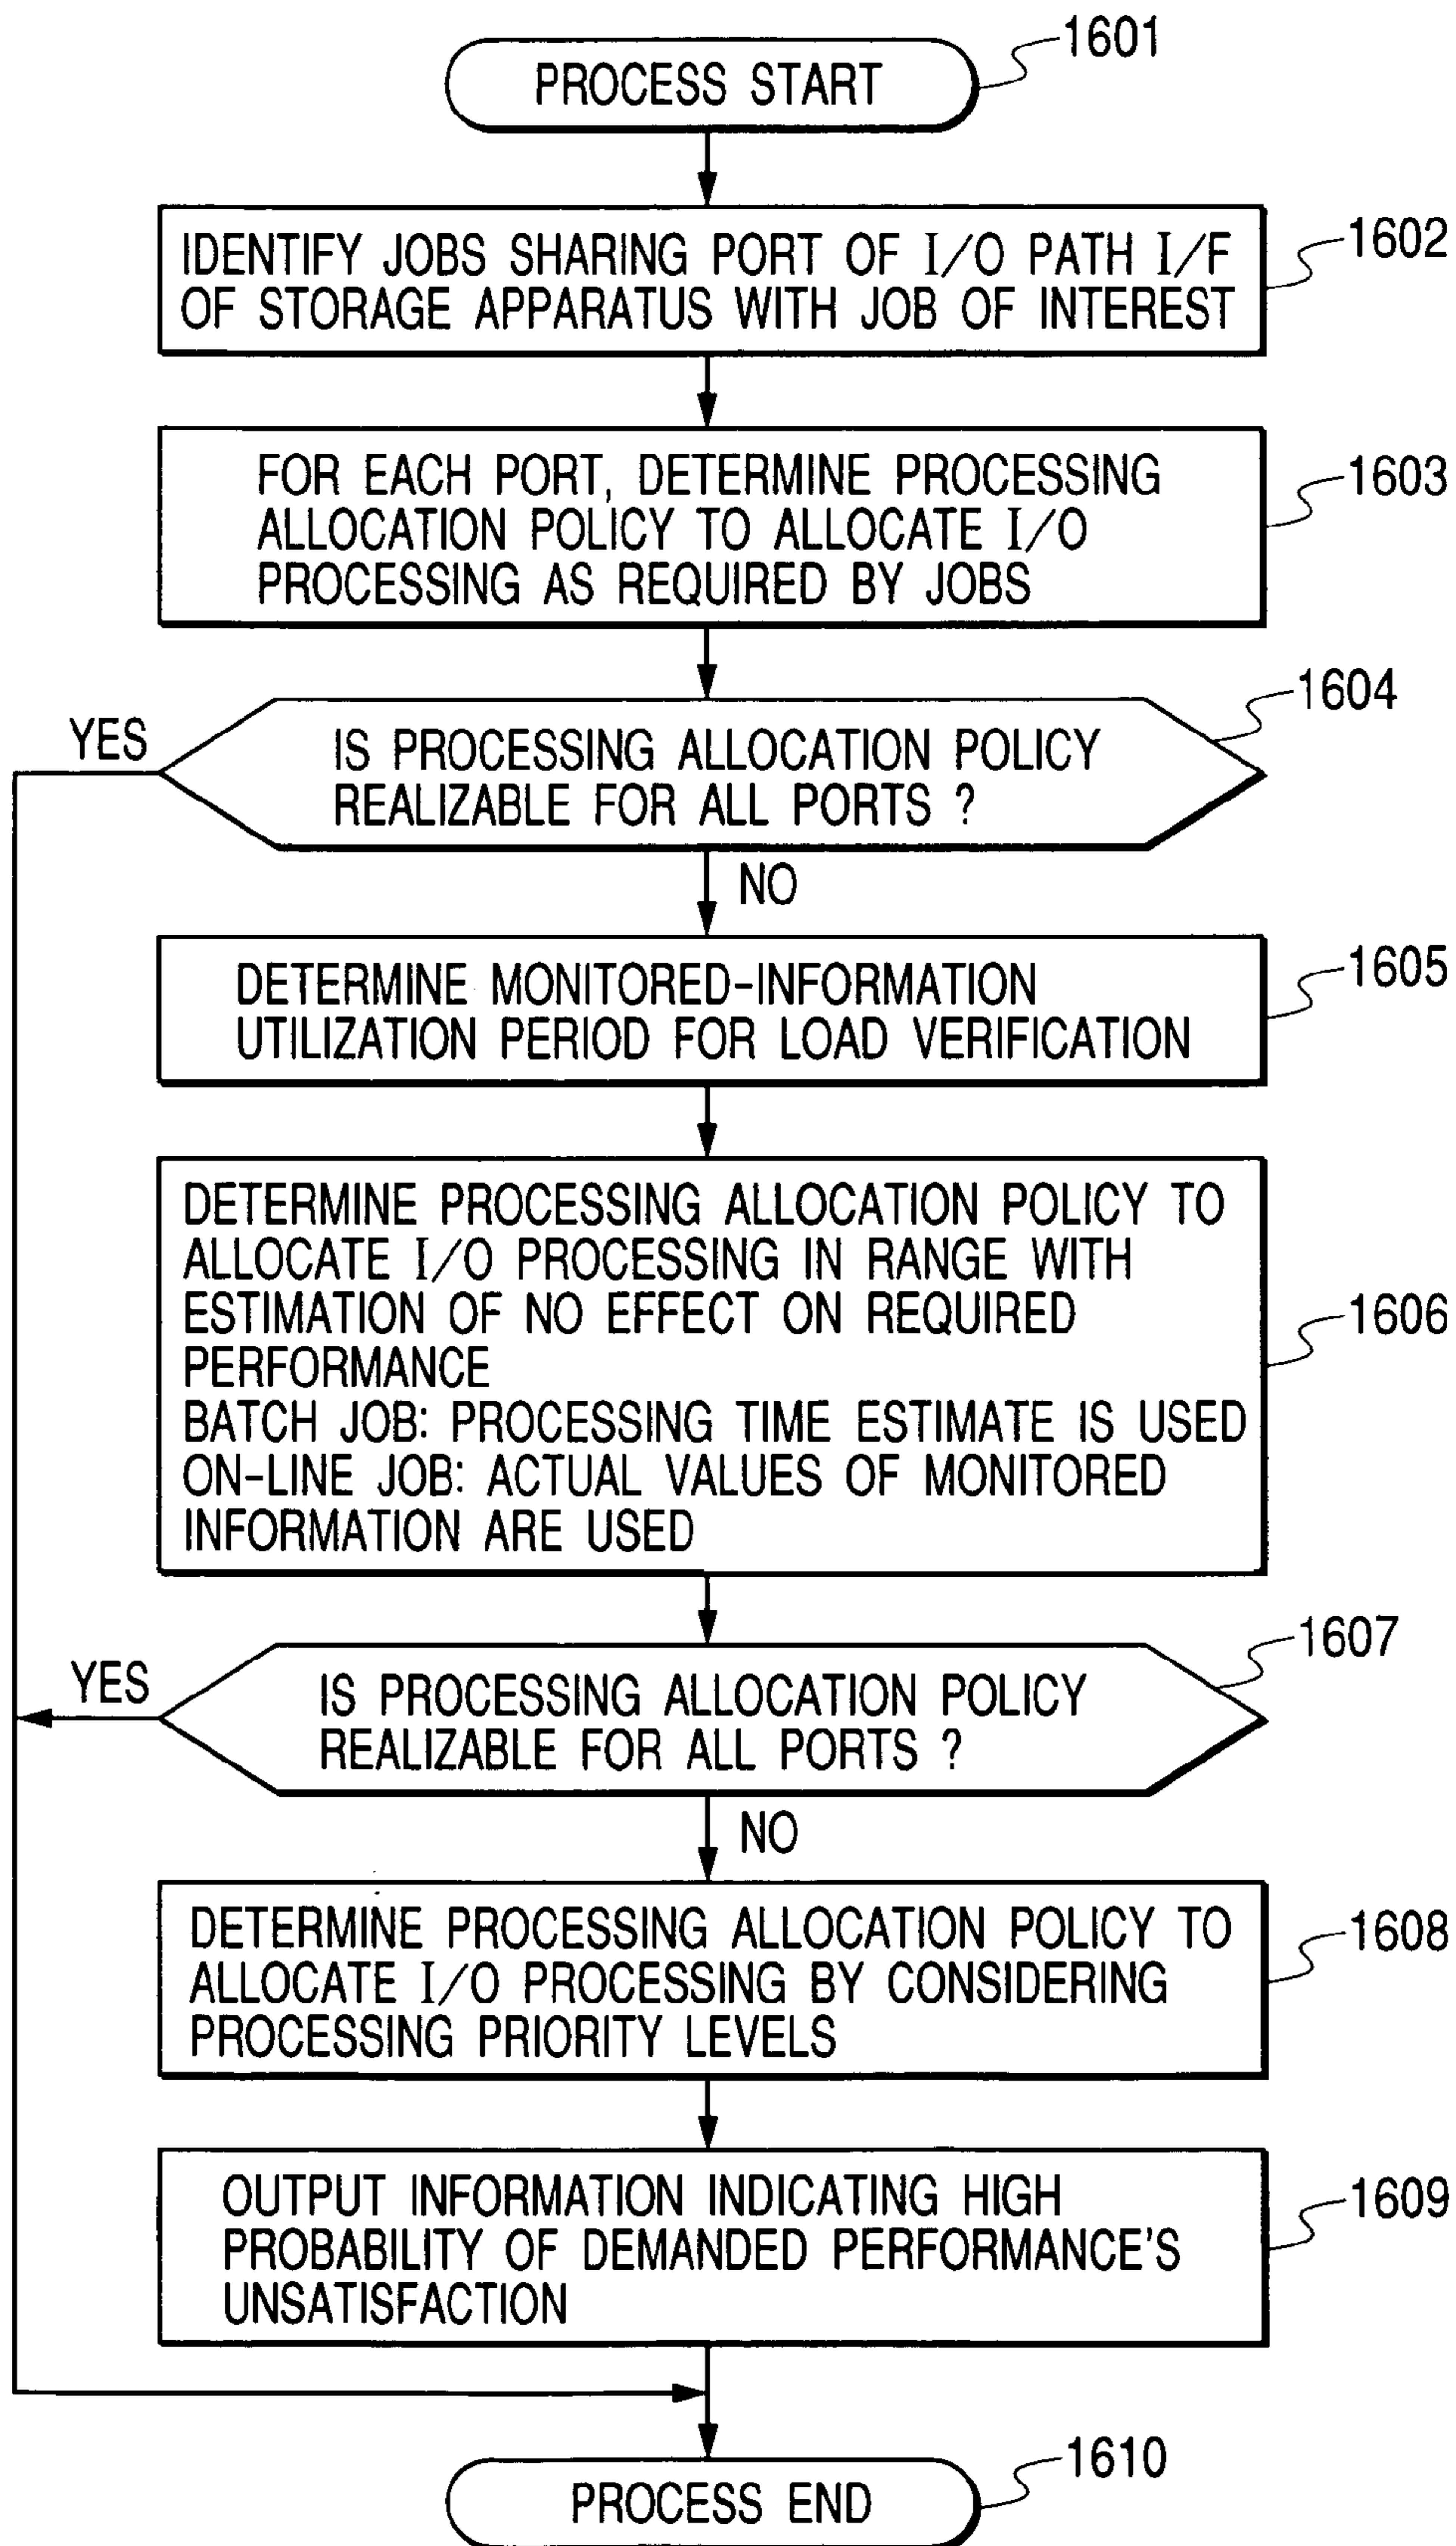 1601
PROCESS START
1602
IDENTIFY JOBS SHARING PORT OF I/O PATH I/F
OF STORAGE APPARATUS WITH JOB OF INTEREST
1603
FOR EACH PORT, DETERMINE PROCESSING
ALLOCATION POLICY TO ALLOCATE I/O
PROCESSING AS REQUIRED BY JOBS
1604
YES
IS PROCESSING ALLOCATION POLICY
REALIZABLE FOR ALL PORTS ?
NO
1605
DETERMINE MONITORED-INFORMATION
UTILIZATION PERIOD FOR LOAD VERIFICATION
1606
DETERMINE PROCESSING ALLOCATION POLICY TO
ALLOCATE I/O PROCESSING IN RANGE WITH
ESTIMATION OF NO EFFECT ON REQUIRED
PERFORMANCE
BATCH JOB: PROCESSING TIME ESTIMATE IS USED
ON-LINE JOB: ACTUAL VALUES OF MONITORED
INFORMATION ARE USED
1607
YES
IS PROCESSING ALLOCATION POLICY
REALIZABLE FOR ALL PORTS ?
NO
1608
DETERMINE PROCESSING ALLOCATION POLICY TO
ALLOCATE I/O PROCESSING BY CONSIDERING
PROCESSING PRIORITY LEVELS
1609
OUTPUT INFORMATION INDICATING HIGH
PROBABILITY OF DEMANDED PERFORMANCE'S
UNSATISFACTION
1610
PROCESS END